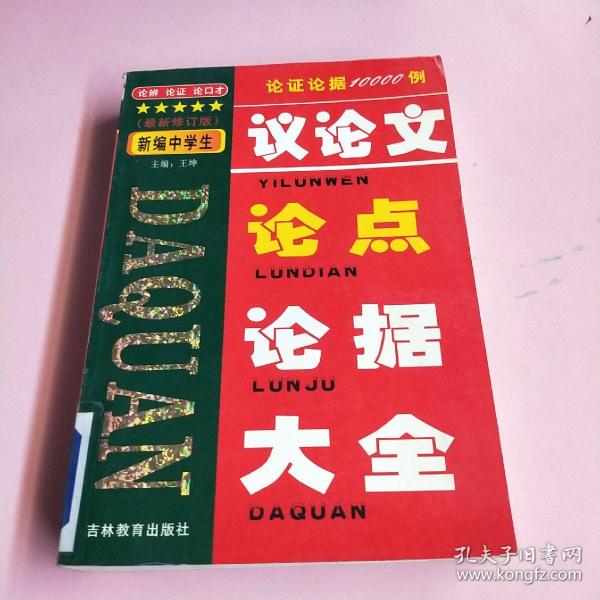 论辨 论证 论口才
★★★★★
(最新修订版)
新编中学生
主编：王坤
DAQUAN
吉林教育出版社
论证论据10000例
议论文
YILUNWEN
论点
LUNDIAN
论据
LUNJU
大全
DAQUAN
孔夫子旧书网
www.kongfz.com